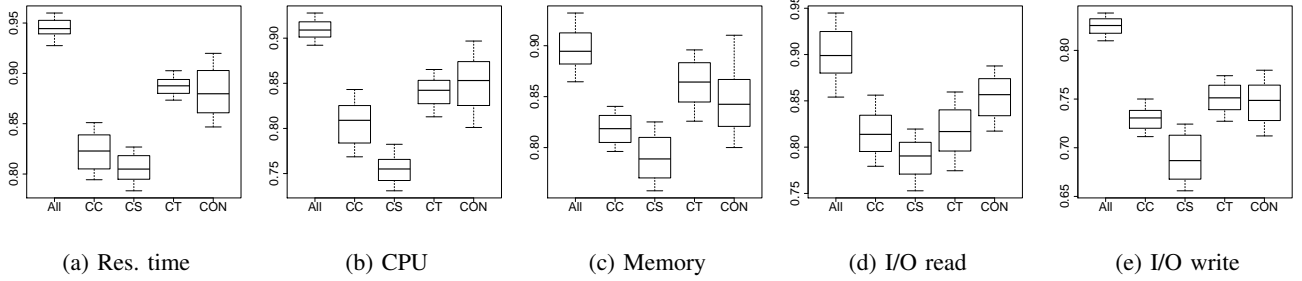 0.95
0.90
0.85
0.80
All CC CS CT CON
(a) Res. time
0.90
0.85
0.80
0.75
All CC CS CT CON
(b) CPU
0.90
0.85
0.80
All CC CS CT CON
(c) Memory
0.95
0.90
0.85
0.80
0.75
All CC CS CT CON
(d) I/O read
0.80
0.75
0.70
0.65
All CC CS CT CON
(e) I/O write